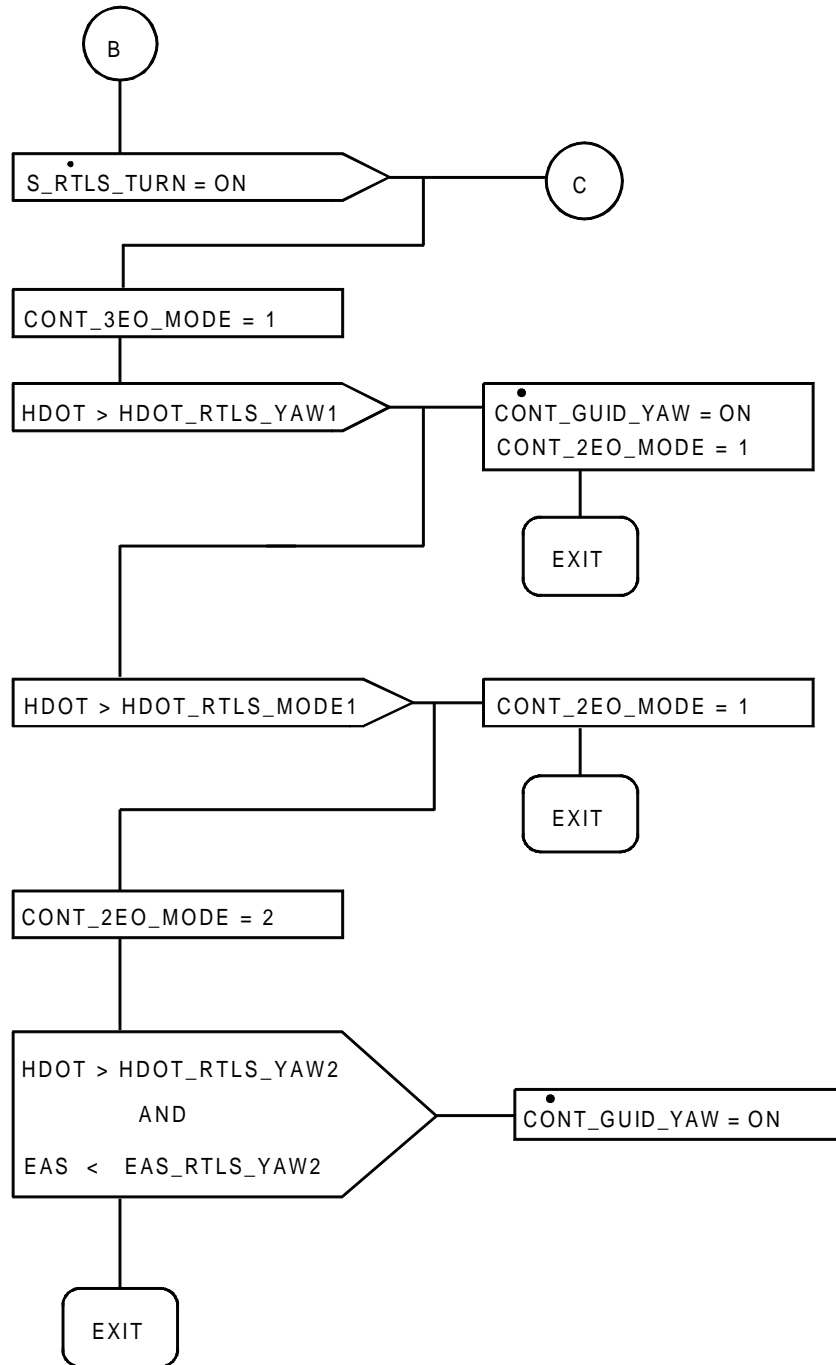 B
S_RTLS_TURN = ON
C
CONT_3EO_MODE = 1
HDOT > HDOT_RTLS_YAW1
CONT_GUID_YAW = ON
CONT_2EO_MODE = 1
EXIT
HDOT > HDOT_RTLS_MODE1
CONT_2EO_MODE = 1
EXIT
CONT_2EO_MODE = 2
HDOT > HDOT_RTLS_YAW2
AND
EAS < EAS_RTLS_YAW2
CONT_GUID_YAW = ON
EXIT